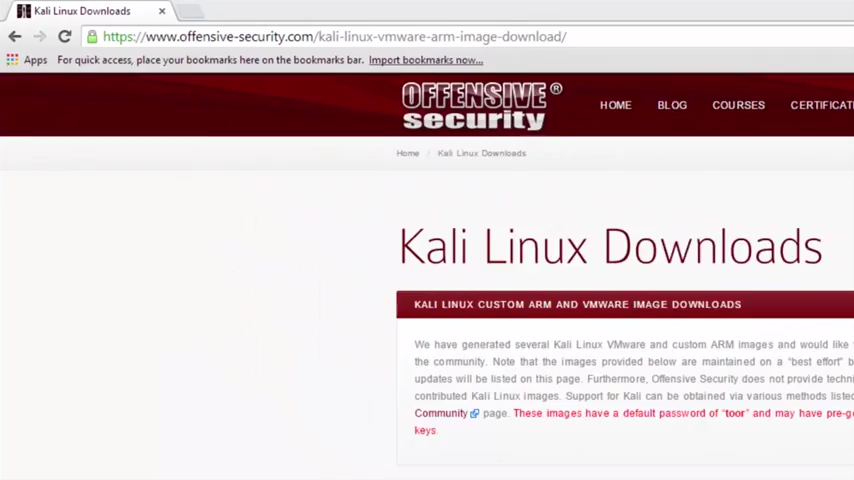 Kali Linux Downloads
https://www.offensive-security.com/kali-linux-vmware-arm-image-download/
Apps For quick access, place your bookmarks here on the bookmarks bar. Import bookmarks now...
OFFENSIVE®
security
HOME BLOG COURSES CERTIFICAT
Home / Kali Linux Downloads
Kali Linux Downloads
KALI LINUX CUSTOM ARM AND VMWARE IMAGE DOWNLOADS
We have generated several Kali Linux VMware and custom ARM images and would like
the community. Note that the images provided below are maintained on a "best effort" b
updates will be listed on this page. Furthermore, Offensive Security does not provide techni
contributed Kali Linux images. Support for Kali can be obtained via various methods listed
Community page. These images have a default password of "toor" and may have pre-g
keys.